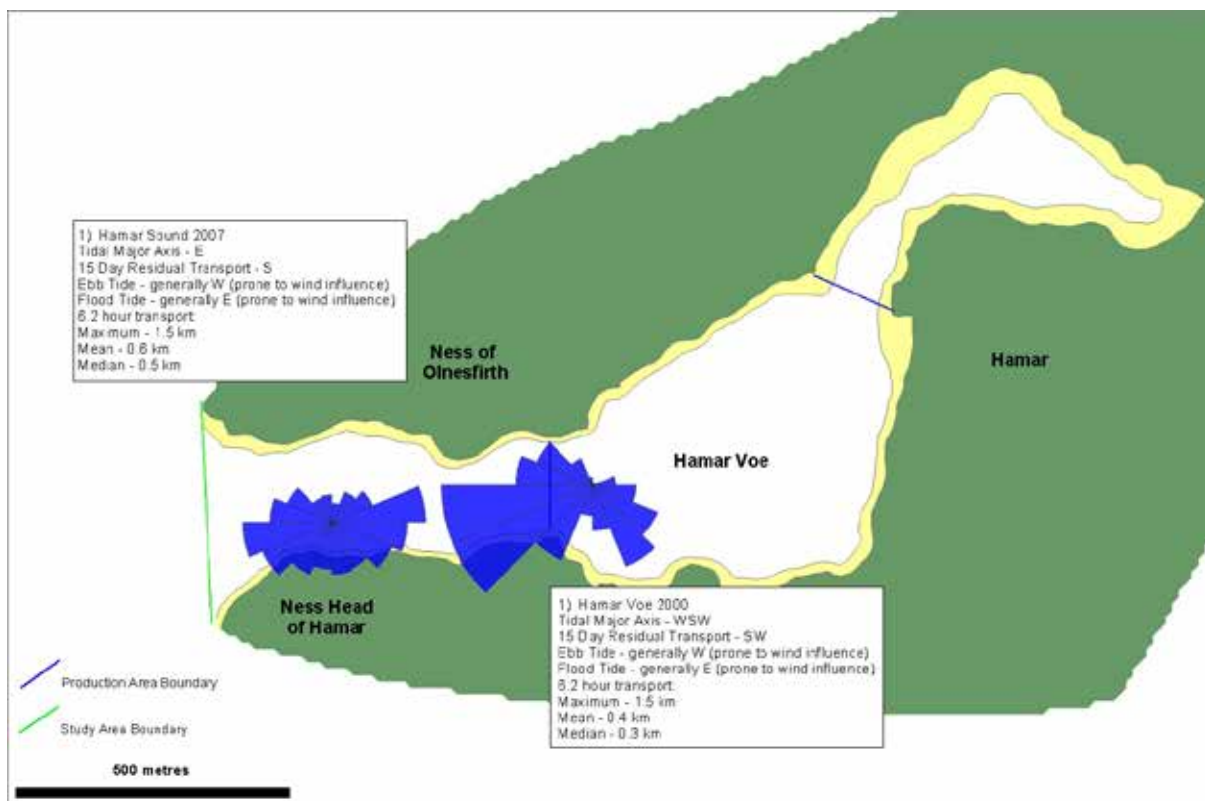 1) Hamar Sound 2007
Tidal Major Axis - E
15 Day Residual Transport - S
Ebb Tide - generally W (prone to wind influence)
Flood Tide - generally E (prone to wind influence)
6.2 hour transport:
Maximum - 1.5 km
Mean - 0.6 km
Median - 0.5 km
Ness of
Olnesfirth
Hamar
Hamar Voe
Ness Head
of Hamar
1) Hamar Voe 2000
Tidal Major Axis - WSW
15 Day Residual Transport - SW
Ebb Tide - generally W (prone to wind influence)
Flood Tide - generally E (prone to wind influence)
6.2 hour transport:
Maximum - 1.5 km
Mean - 0.4 km
Median - 0.3 km
Production Area Boundary
Study Area Boundary
500 metres